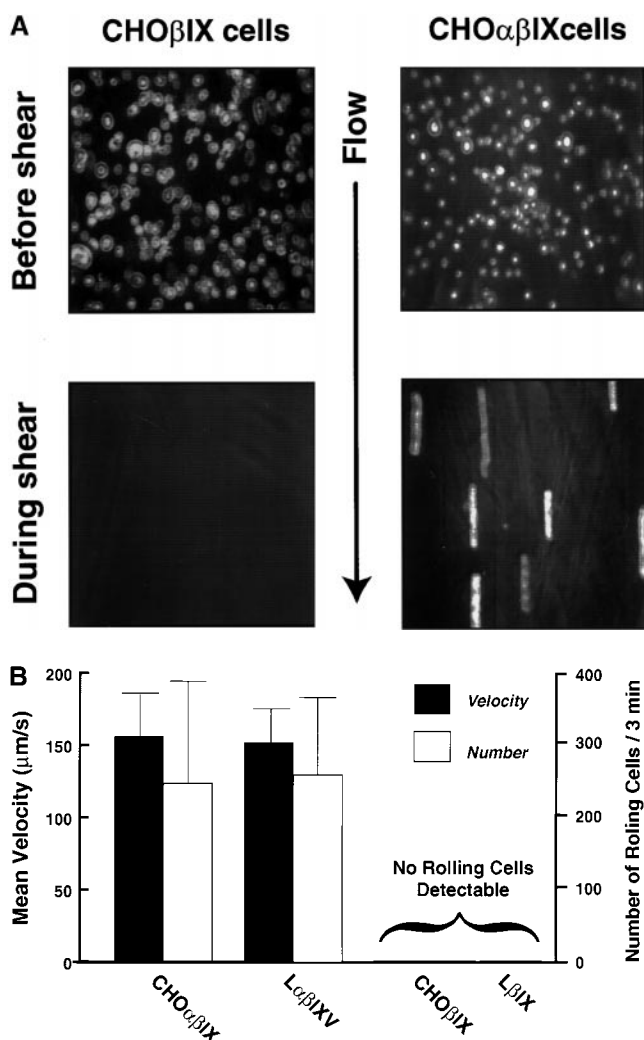 A
CHOβIX cells
CHOαβIXcells
Before shear
Flow
During shear
B
200
150
100
50
0
Mean Velocity (μm/s)
400
300
200
100
0
Number of Roling Cells / 3 min
Velocity
Number
No Rolling Cells
Detectable
CHOαβIX
LαβIXV
CHOβIX
LβIX